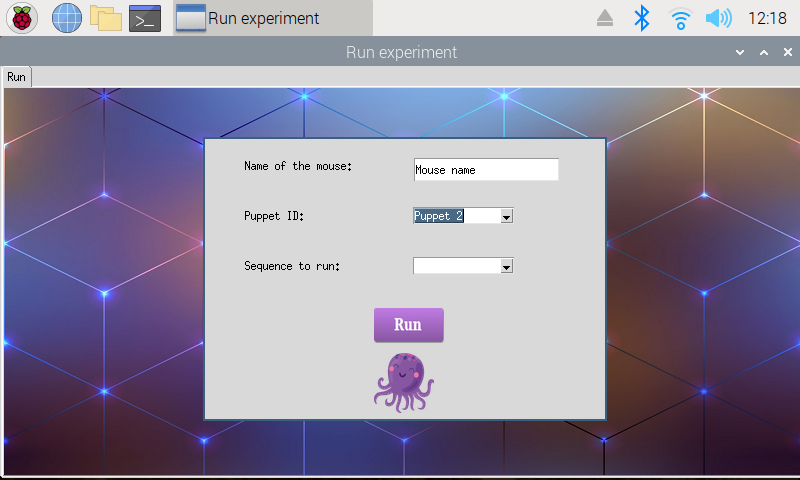 Run experiment
12:18
Run experiment
Run
Name of the mouse:
Mouse name
Puppet ID:
Puppet 2
Sequence to run:
Run